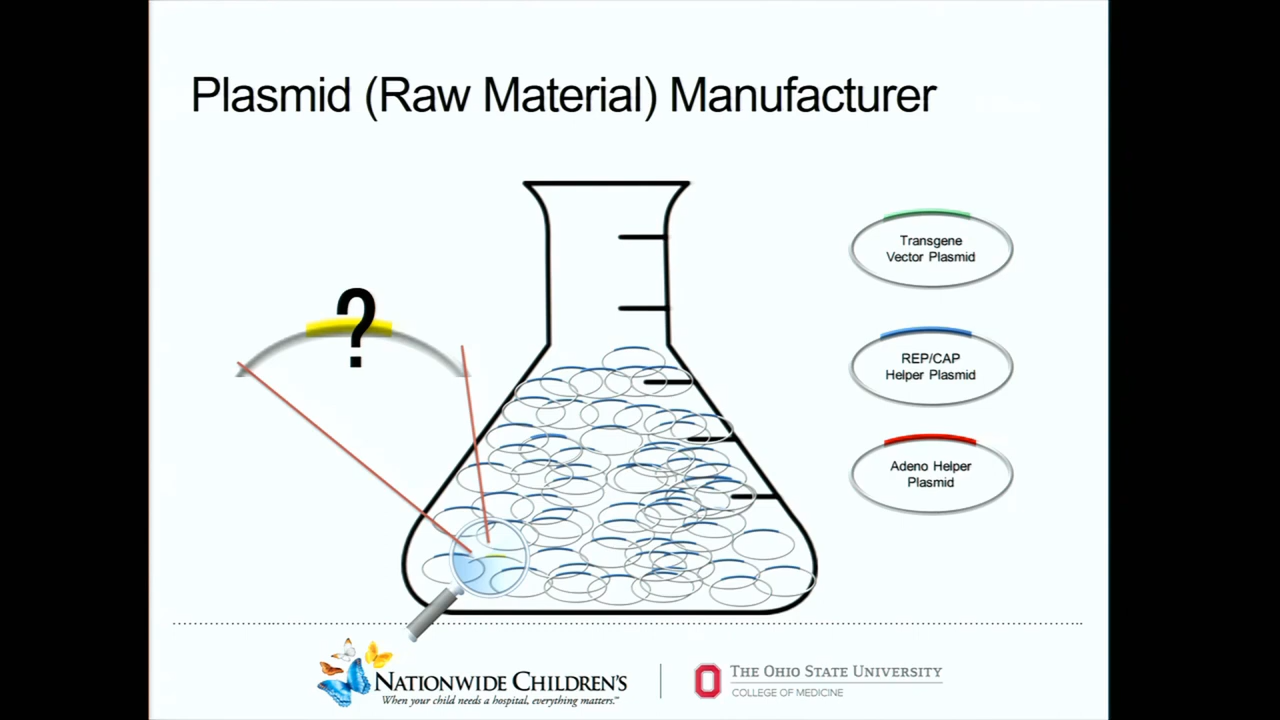 Plasmid (Raw Material) Manufacturer
?
Transgene
Vector Plasmid
REP/CAP
Helper Plasmid
Adeno Helper
Plasmid
NATIONWIDE CHILDREN'S
When your child needs a hospital, everything matters.™
THE OHIO STATE UNIVERSITY
COLLEGE OF MEDICINE